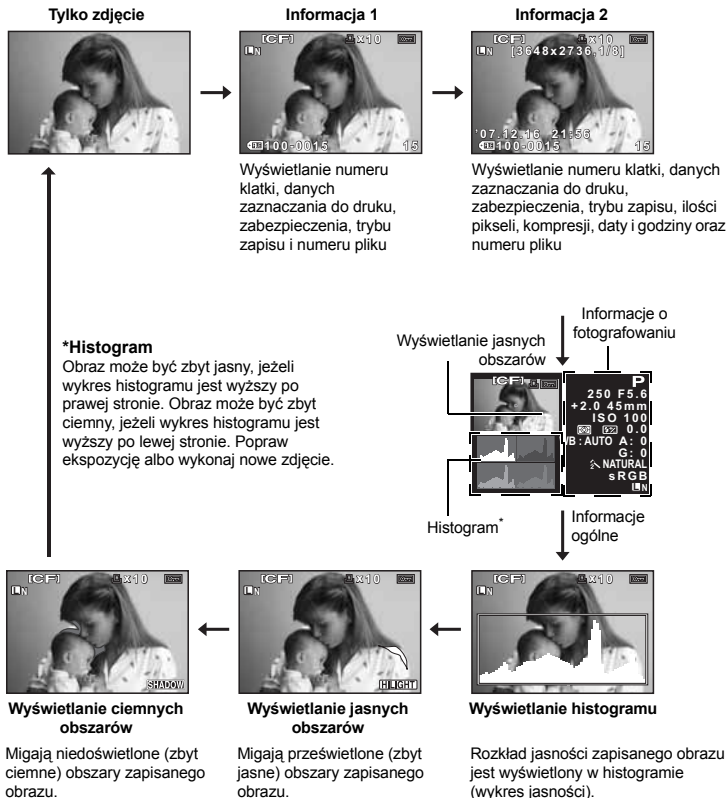 Tylko zdjęcie
Informacja 1
Informacja 2
[CF] x10
LN
100-0015 15
[CF] x10
LN [3648x2736,1/8]
'07.12.16 21:56
100-0015 15
Wyświetlanie numeru
klatki, danych
zaznaczania do druku,
zabezpieczenia, trybu
zapisu i numeru pliku
Wyświetlanie numeru klatki, danych
zaznaczania do druku,
zabezpieczenia, trybu zapisu, ilości
pikseli, kompresji, daty i godziny oraz
numeru pliku
*Histogram
Obraz może być zbyt jasny, jeżeli
wykres histogramu jest wyższy po
prawej stronie. Obraz może być zbyt
ciemny, jeżeli wykres histogramu jest
wyższy po lewej stronie. Popraw
ekspozycję albo wykonaj nowe zdjęcie.
Wyświetlanie jasnych
obszarów
Informacje o
fotografowaniu
[CF]
P
250 F5.6
+2.0 45mm
ISO 100
0.0
WB:AUTO A: 0
G: 0
NATURAL
sRGB
LN
Histogram*
Informacje
ogólne
[CF] x10
LN
SHADOW
[CF] x10
LN
HILIGHT
[CF] x10
LN
Wyświetlanie ciemnych
obszarów
Migają niedoświetlone (zbyt
ciemne) obszary zapisanego
obrazu.
Wyświetlanie jasnych
obszarów
Migają prześwietlone (zbyt
jasne) obszary zapisanego
obrazu.
Wyświetlanie histogramu
Rozkład jasności zapisanego obrazu
jest wyświetlony w histogramie
(wykres jasności).